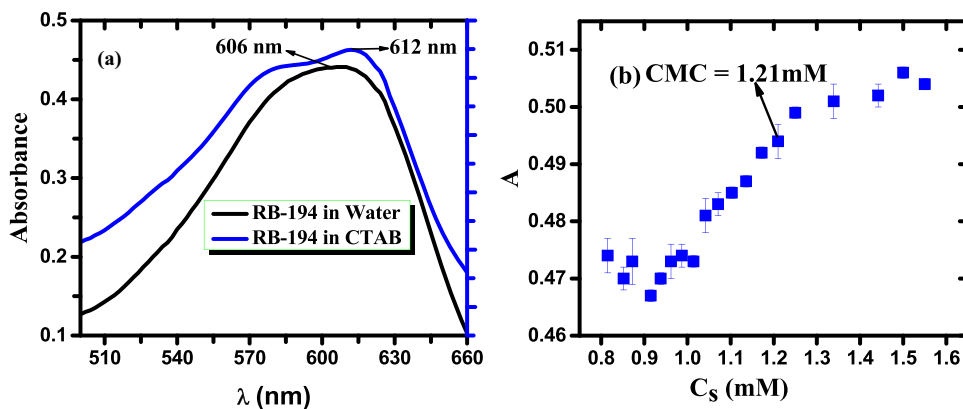 (a)
606 nm
612 nm
Absorbance
0.5
0.4
0.3
0.2
0.1
RB-194 in Water
RB-194 in CTAB
510 540 570 600 630 660
λ (nm)
(b) CMC = 1.21mM
A
0.51
0.50
0.49
0.48
0.47
0.46
0.8 0.9 1.0 1.1 1.2 1.3 1.4 1.5 1.6
Cs (mM)